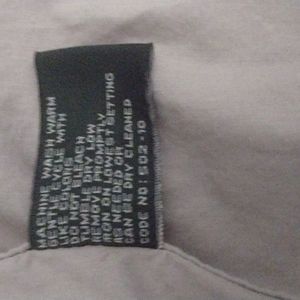 MACHINE WASH WARM
GENTLE CYCLE WITH
LIKE COLORS
DO NOT BLEACH
TUMBLE DRY LOW
REMOVE PROMPTLY
IRON ON LOWEST SETTING
AS NEEDED OR
CAN BE DRY CLEANED
CODE NO: 502-10